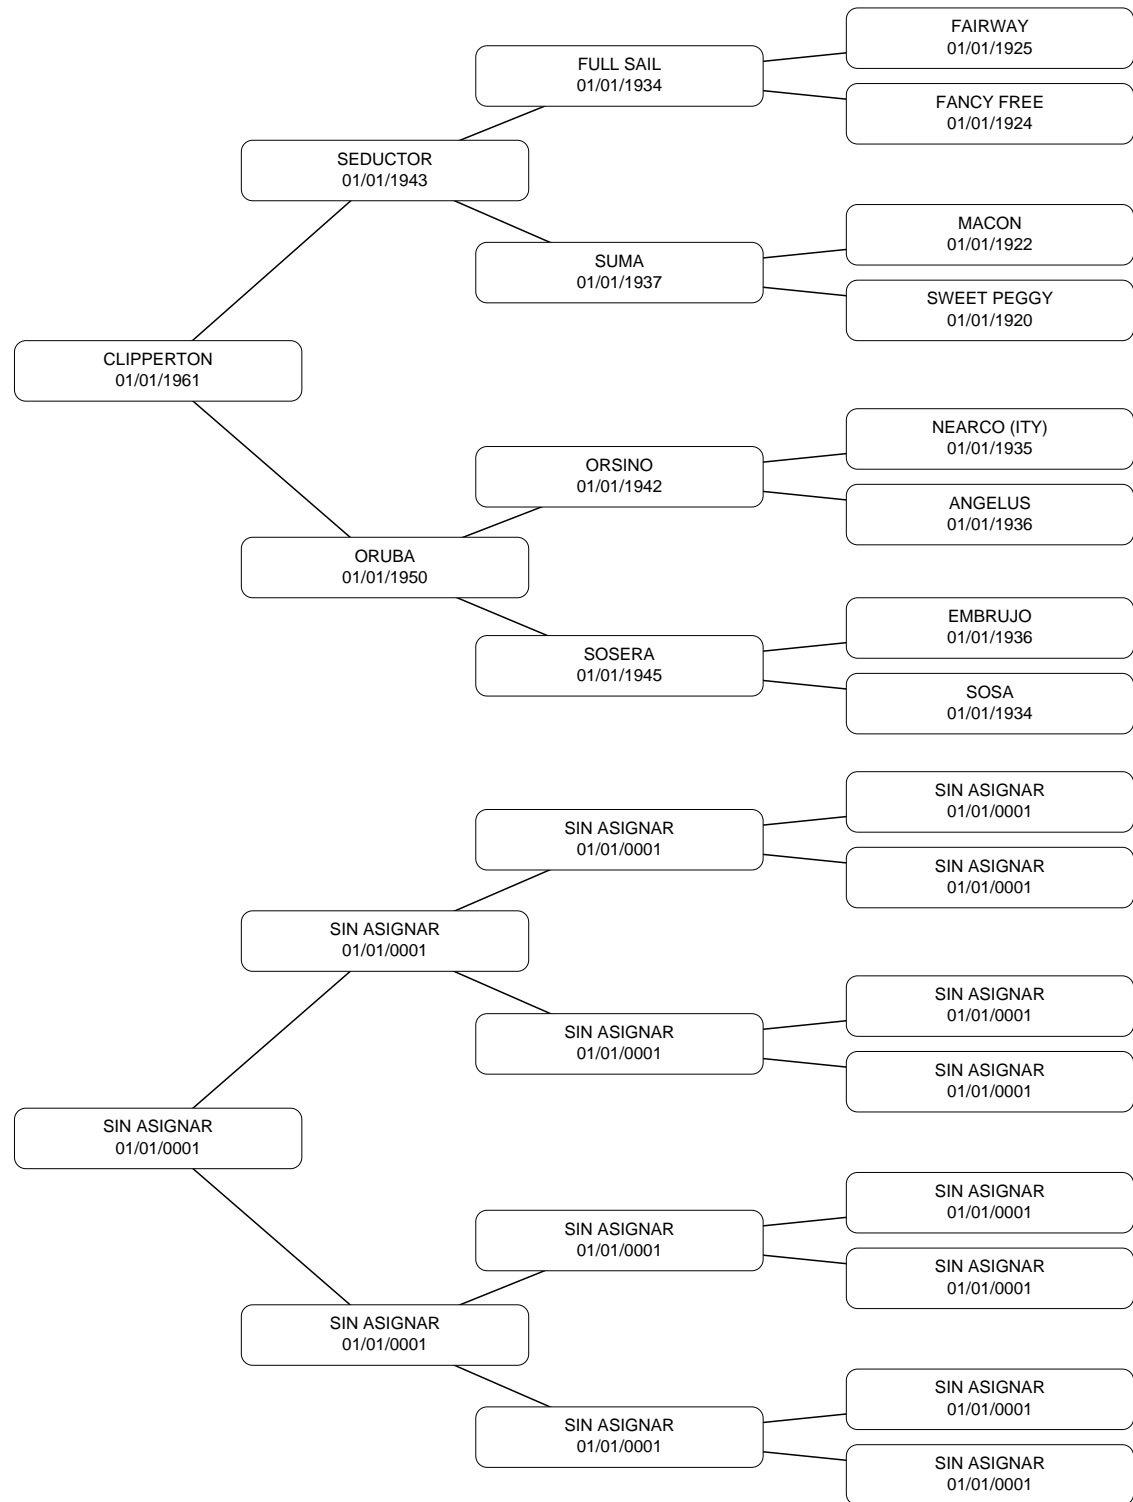 FAIRWAY
01/01/1925
FULL SAIL
01/01/1934
FANCY FREE
01/01/1924
SEDUCTOR
01/01/1943
MACON
01/01/1922
SUMA
01/01/1937
SWEET PEGGY
01/01/1920
CLIPPERTON
01/01/1961
NEARCO (ITY)
01/01/1935
ORSINO
01/01/1942
ANGELUS
01/01/1936
ORUBA
01/01/1950
EMBRUJO
01/01/1936
SOSERA
01/01/1945
SOSA
01/01/1934
SIN ASIGNAR
01/01/0001
SIN ASIGNAR
01/01/0001
SIN ASIGNAR
01/01/0001
SIN ASIGNAR
01/01/0001
SIN ASIGNAR
01/01/0001
SIN ASIGNAR
01/01/0001
SIN ASIGNAR
01/01/0001
SIN ASIGNAR
01/01/0001
SIN ASIGNAR
01/01/0001
SIN ASIGNAR
01/01/0001
SIN ASIGNAR
01/01/0001
SIN ASIGNAR
01/01/0001
SIN ASIGNAR
01/01/0001
SIN ASIGNAR
01/01/0001
SIN ASIGNAR
01/01/0001